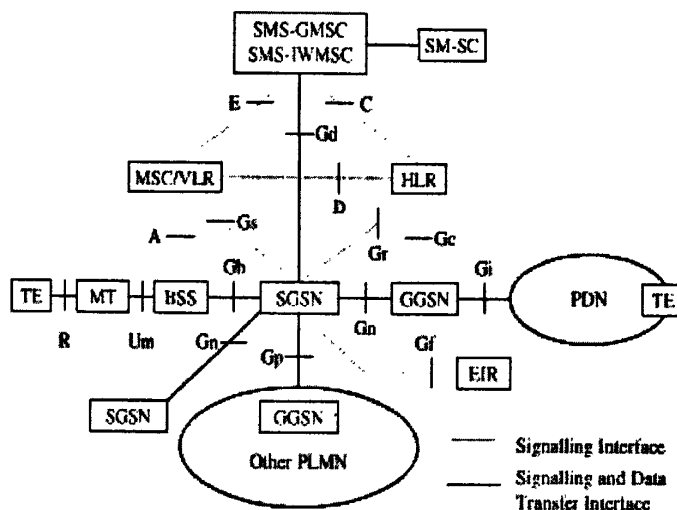 SMS-GMSC
SMS-IWMSC
SM-SC
E
C
Gd
MSC/VLR
HLR
D
A
Gs
Gr
Gc
Gb
Gi
TE
MT
BSS
SGSN
GGSN
PDN
TE
R
Um
Gn
Gn
Gp
Gf
EIR
SGSN
GGSN
Other PLMN
Signalling Interface
Signalling and Data
Transfer Interface